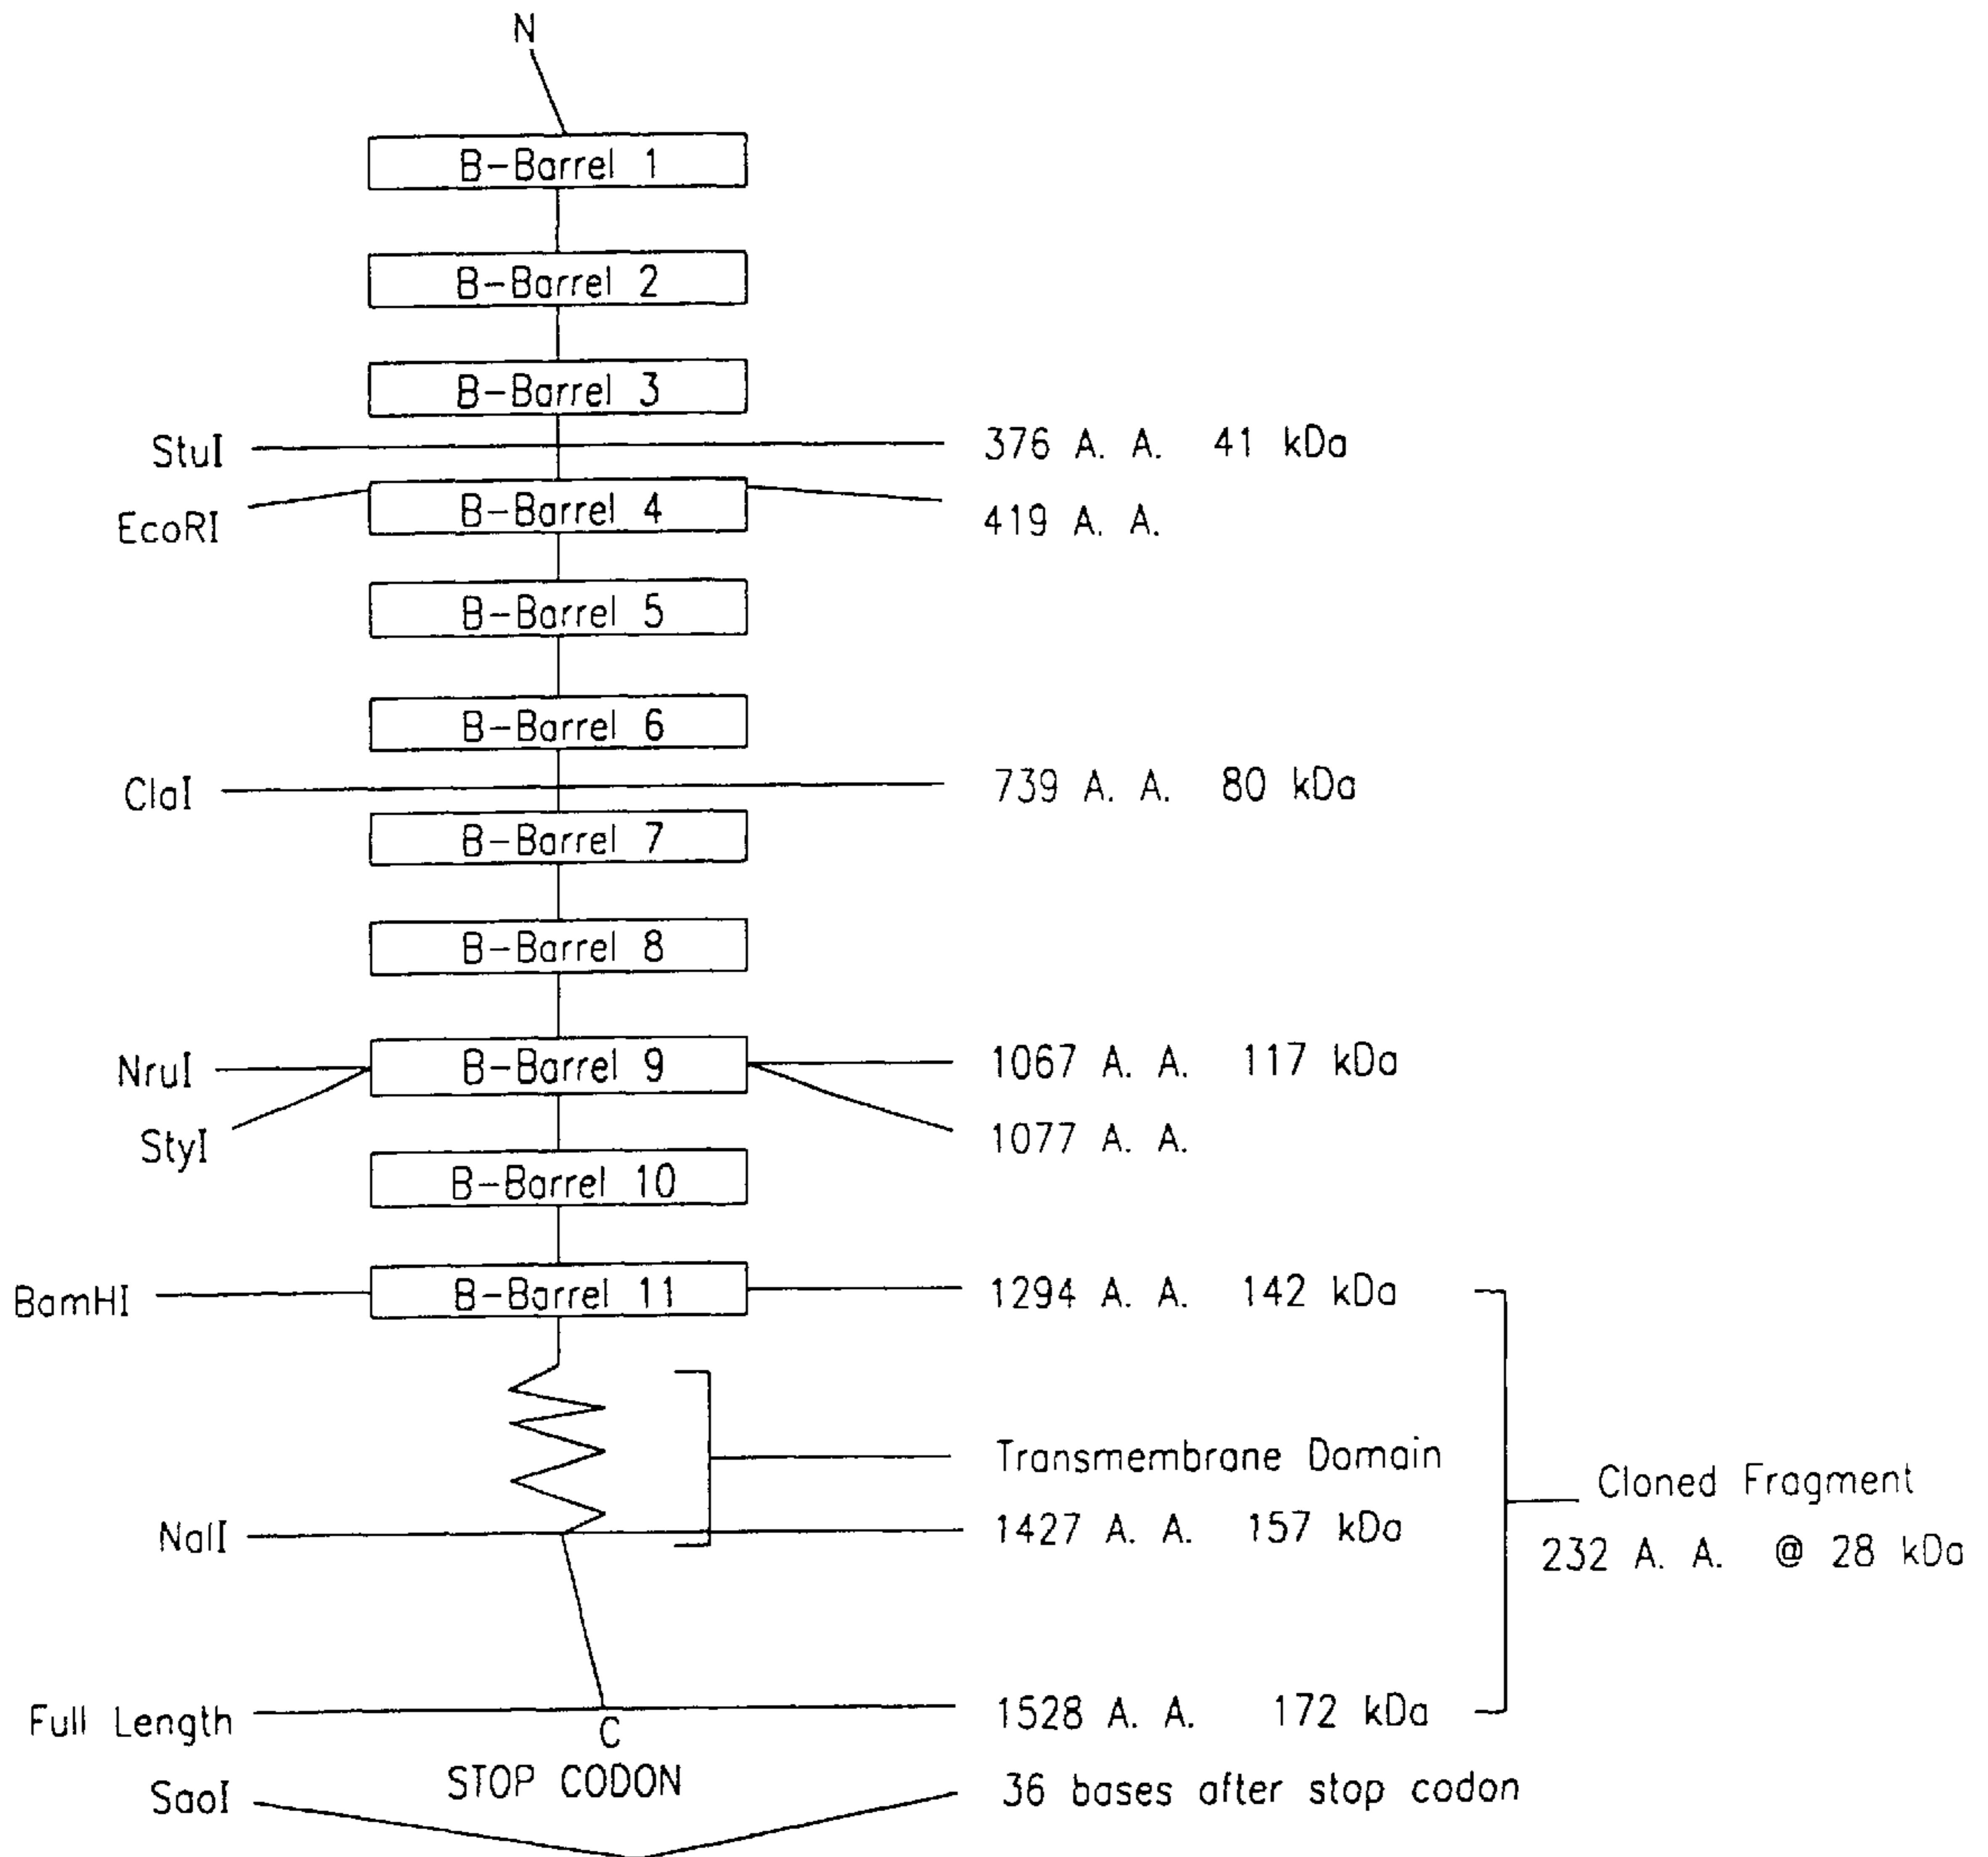 N
B-Barrel 1
B-Barrel 2
B-Barrel 3
StuI
376 A. A. 41 kDa
EcoRI
B-Barrel 4
419 A. A.
B-Barrel 5
B-Barrel 6
ClaI
739 A. A. 80 kDa
B-Barrel 7
B-Barrel 8
NruI
B-Barrel 9
1067 A. A. 117 kDa
StyI
1077 A. A.
B-Barrel 10
BamHI
B-Barrel 11
1294 A. A. 142 kDa
Transmembrane Domain
Cloned Fragment
NalI
1427 A. A. 157 kDa
232 A. A. @ 28 kDa
Full Length
1528 A. A. 172 kDa
C
STOP CODON
SaoI
36 bases after stop codon